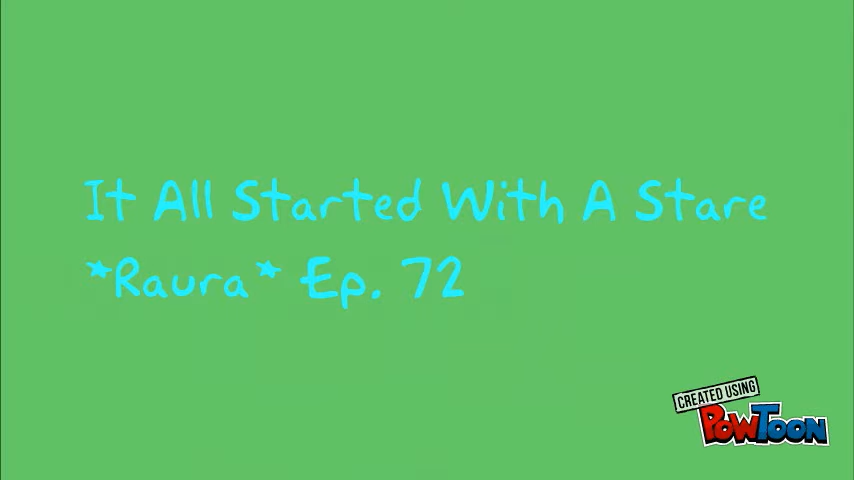 It All Started With A Stare
*Raura* Ep. 72
CREATED USING
POWTOON